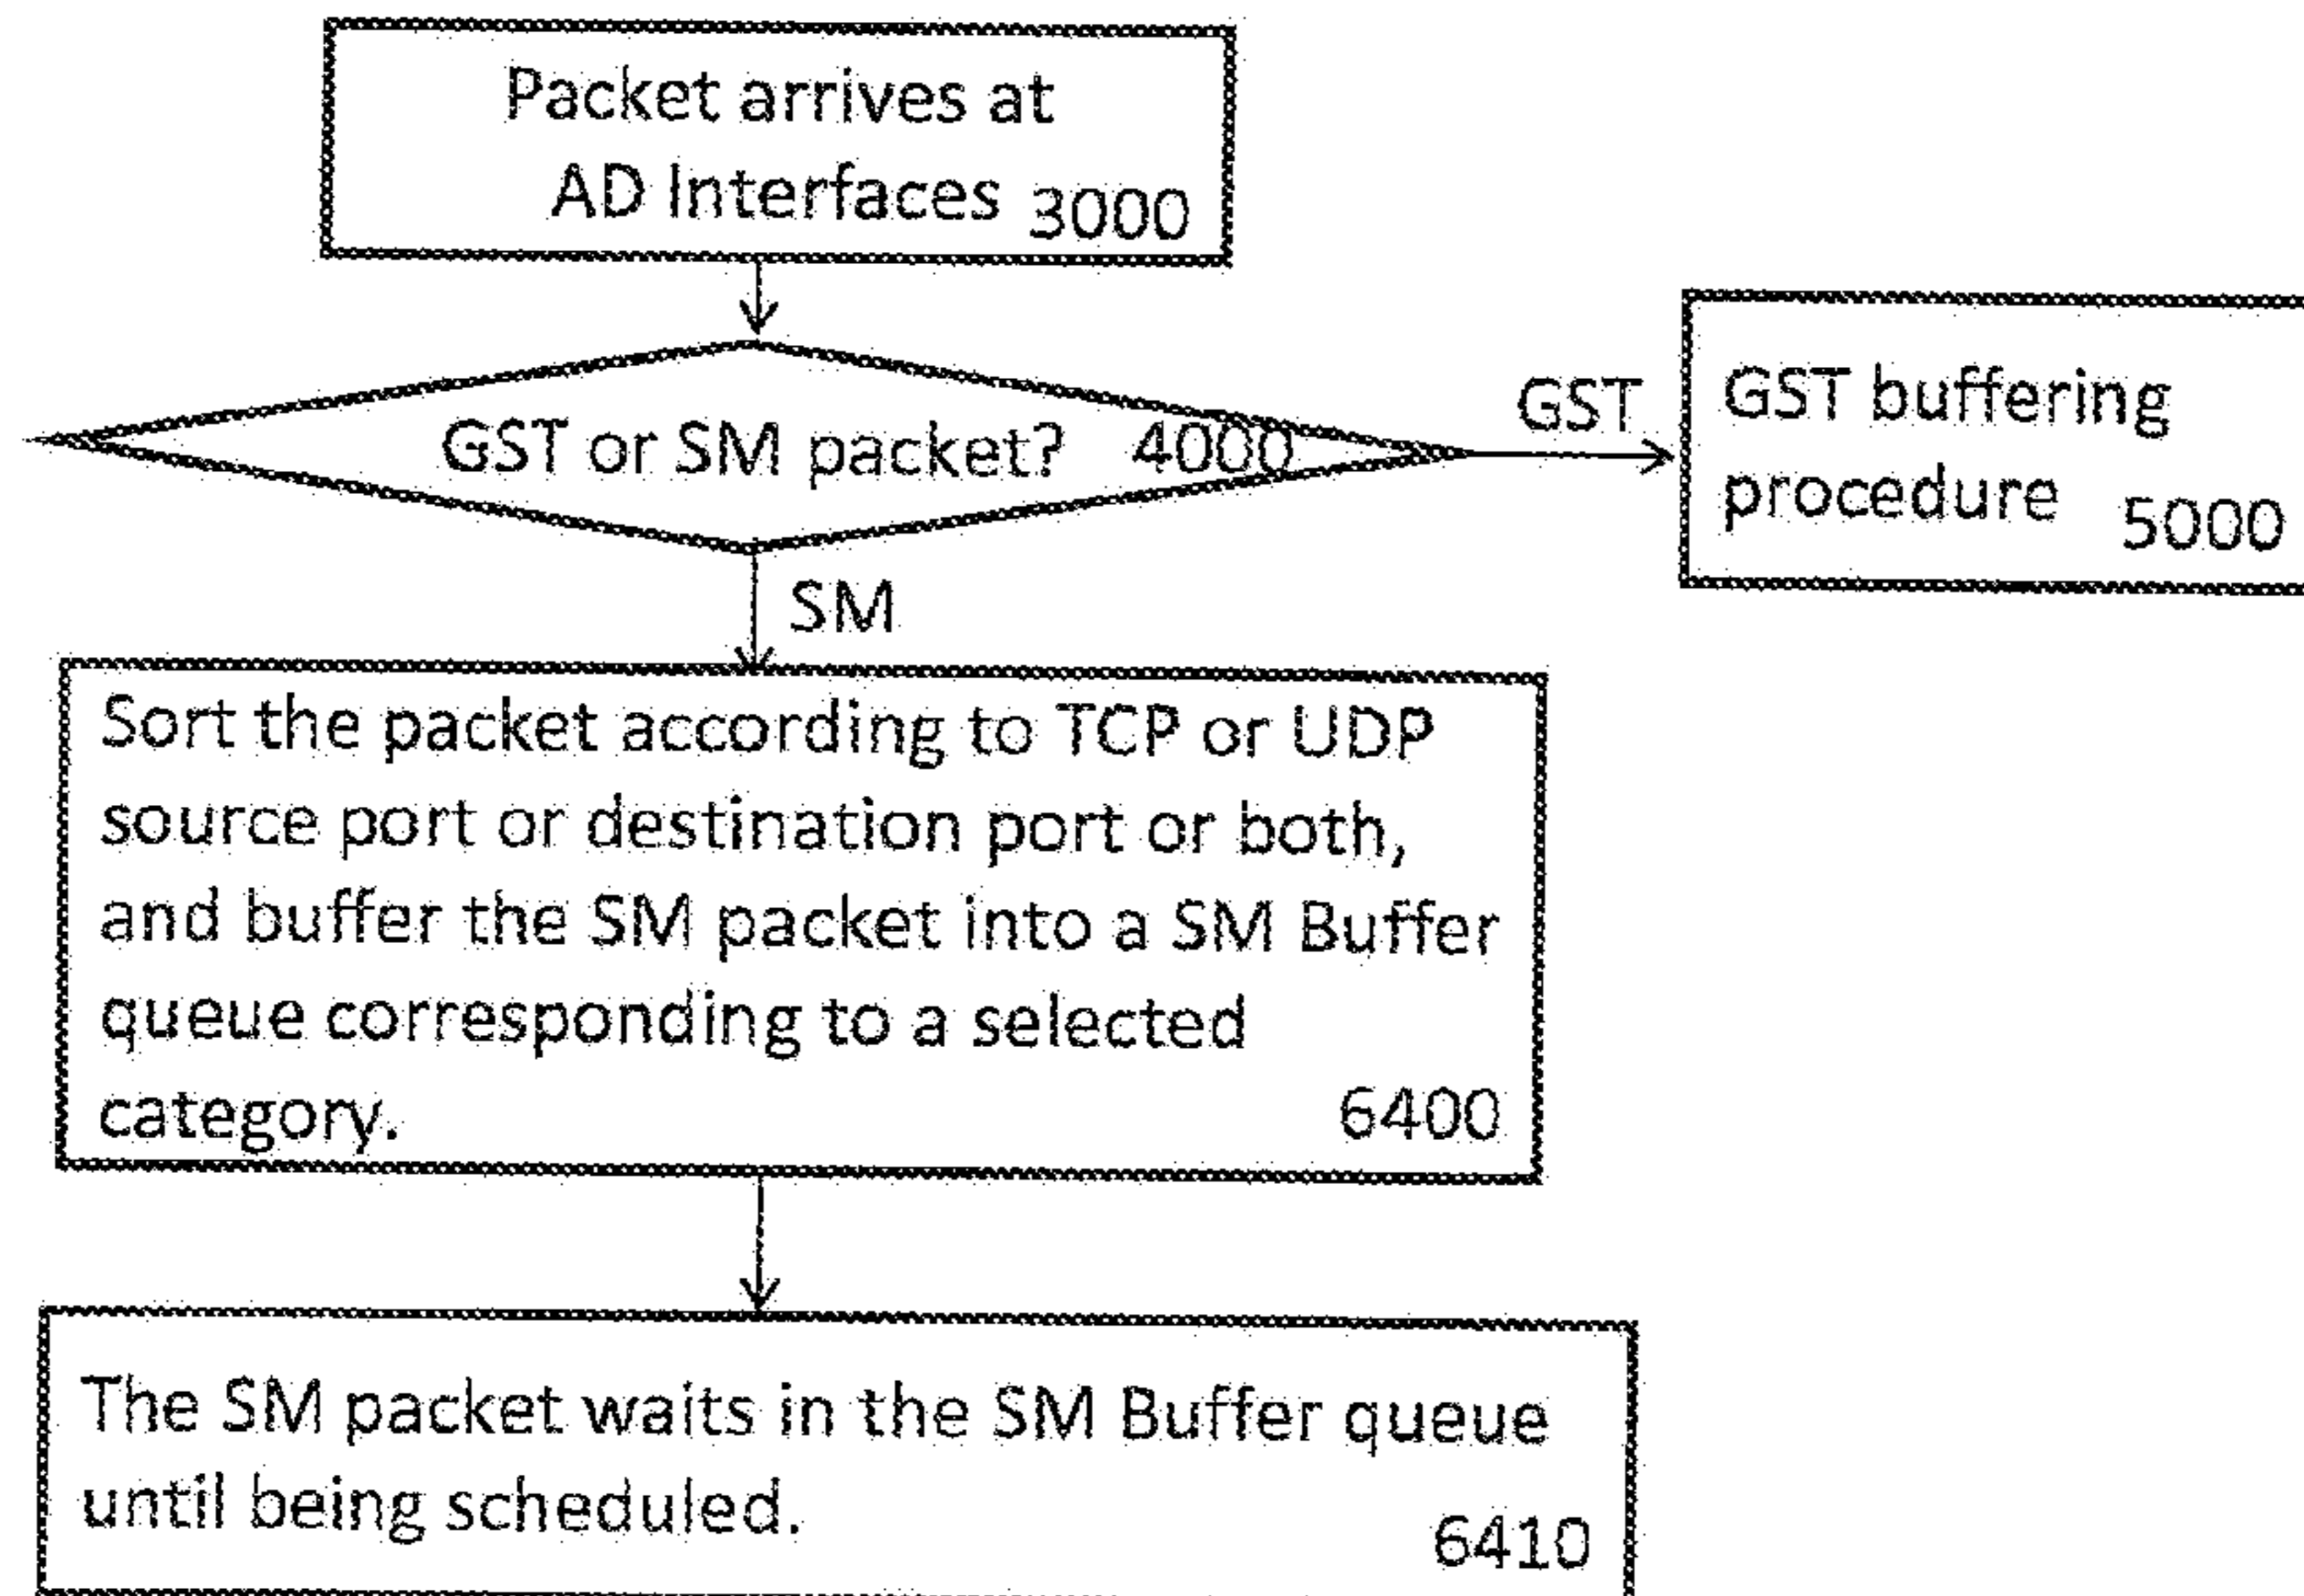 Packet arrives at
AD Interfaces 3000
GST or SM packet? 4000
GST
GST buffering
procedure 5000
SM
Sort the packet according to TCP or UDP
source port or destination port or both,
and buffer the SM packet into a SM Buffer
queue corresponding to a selected
category. 6400
The SM packet waits in the SM Buffer queue
until being scheduled. 6410